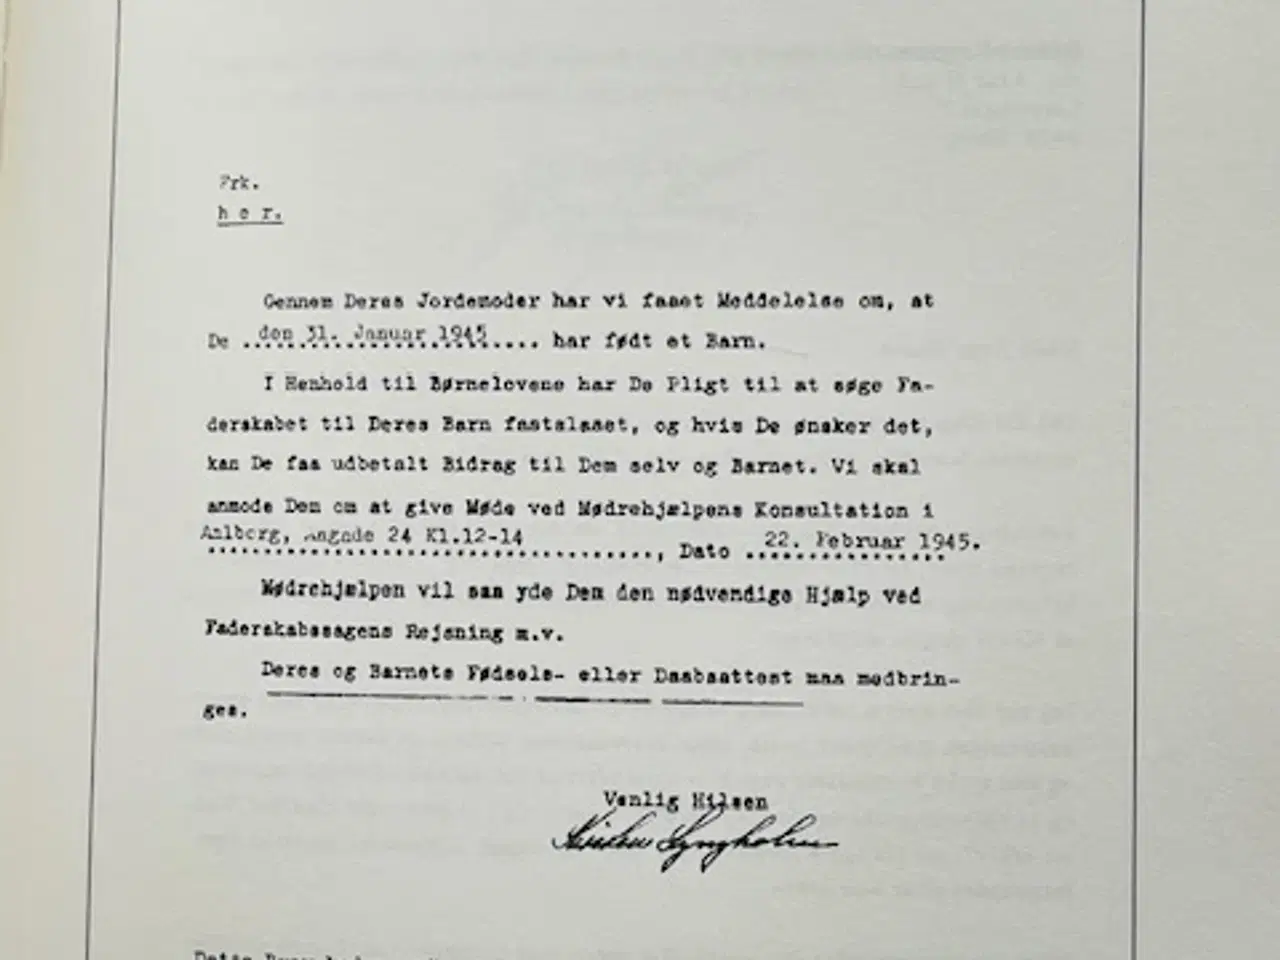 Frk.
her.
Gennem Deres Jordemoder har vi faaet Meddelelse om, at
De den 31. Januar 1945 har født et Barn.
I Henhold til Børnelovene har De Pligt til at søge Fa-
derskabet til Deres Barn fastslaaet, og hvis De ønsker det,
kan De faa udbetalt Bidrag til Dem selv og Barnet. Vi skal
anmode Dem om at give Møde ved Mødrehjælpens Konsultation i
Aalborg, Aagade 24 Kl.12-14, Dato 22. Februar 1945.
Mødrehjælpen vil saa yde Dem den nødvendige Hjælp ved
Faderskabssagens Rejsning m.v.
Deres og Barnets Fødsels- eller Daabsattest maa medbrin-
ges.
Venlig Hilsen
Lyngholm
Dette